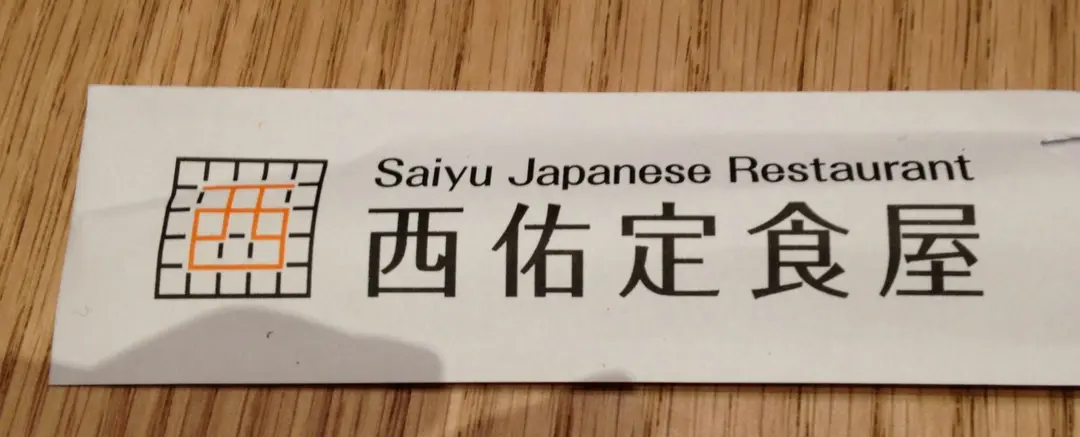 Saiyu Japanese Restaurant
西佑定食屋